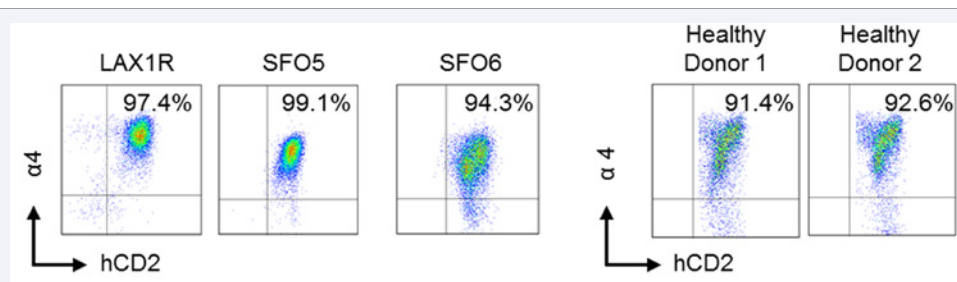 LAX1R
97.4%
SFO5
99.1%
SFO6
94.3%
Healthy
Donor 1
91.4%
Healthy
Donor 2
92.6%
α4
hCD2
α 4
hCD2